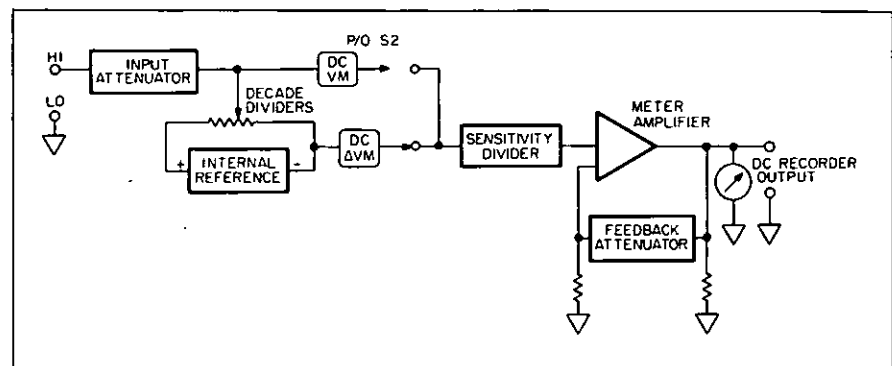 P/O S2
HI
INPUT
ATTENUATOR
DC
VM
LO
DECADE
DIVIDERS
METER
AMPLIFIER
+
INTERNAL
REFERENCE
-
DC
ΔVM
SENSITIVITY
DIVIDER
DC RECORDER
OUTPUT
FEEDBACK
ATTENUATOR